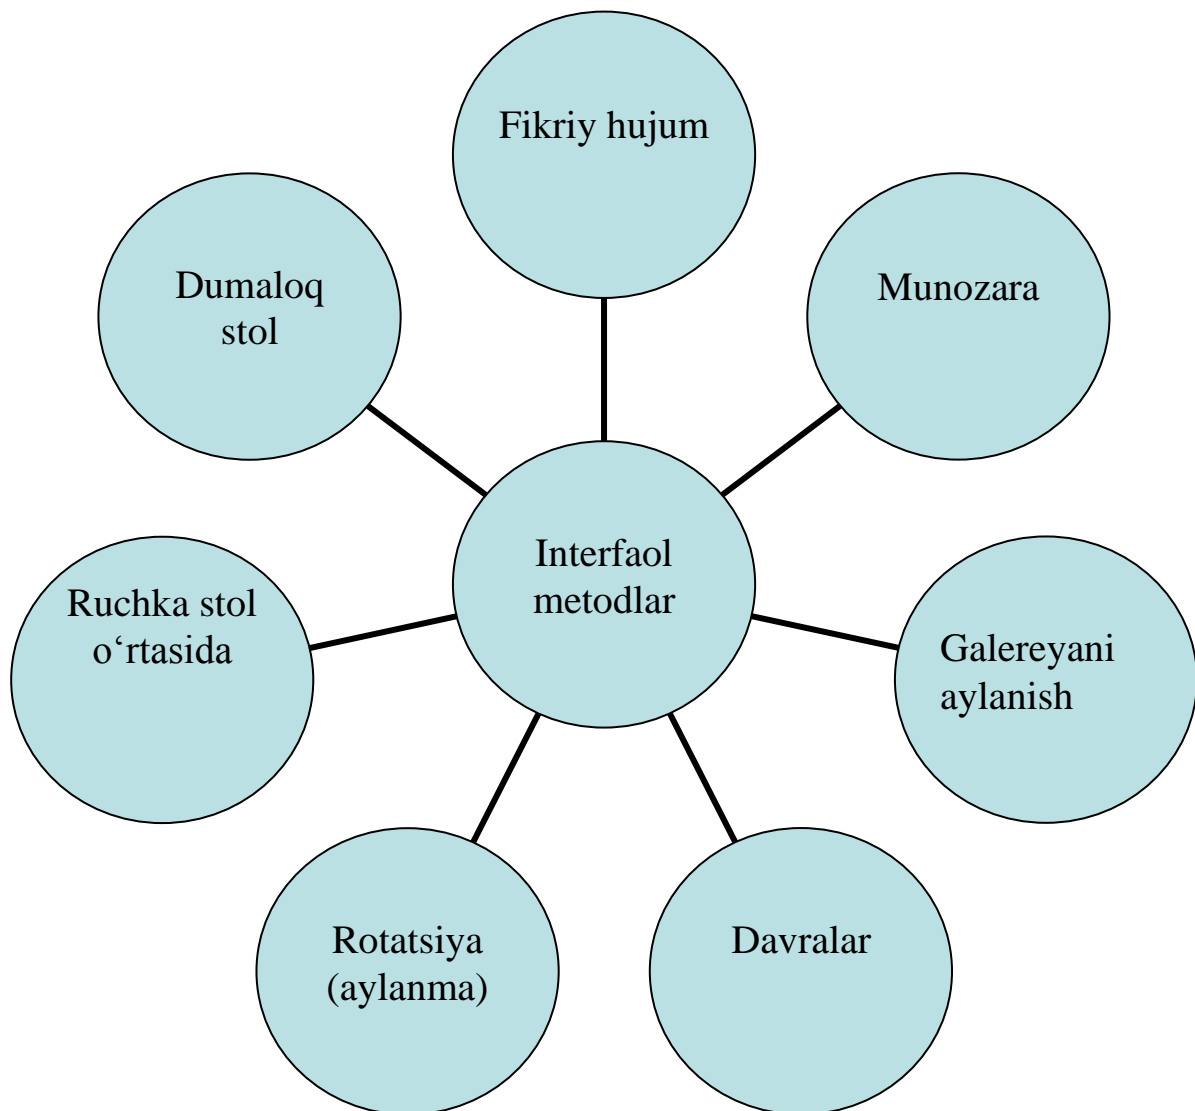 Fikriy hujum
Dumaloq
stol
Munozara
Interfaol
metodlar
Ruchka stol
o‘rtasida
Galereyani
aylanish
Rotatsiya
(aylanma)
Davralar